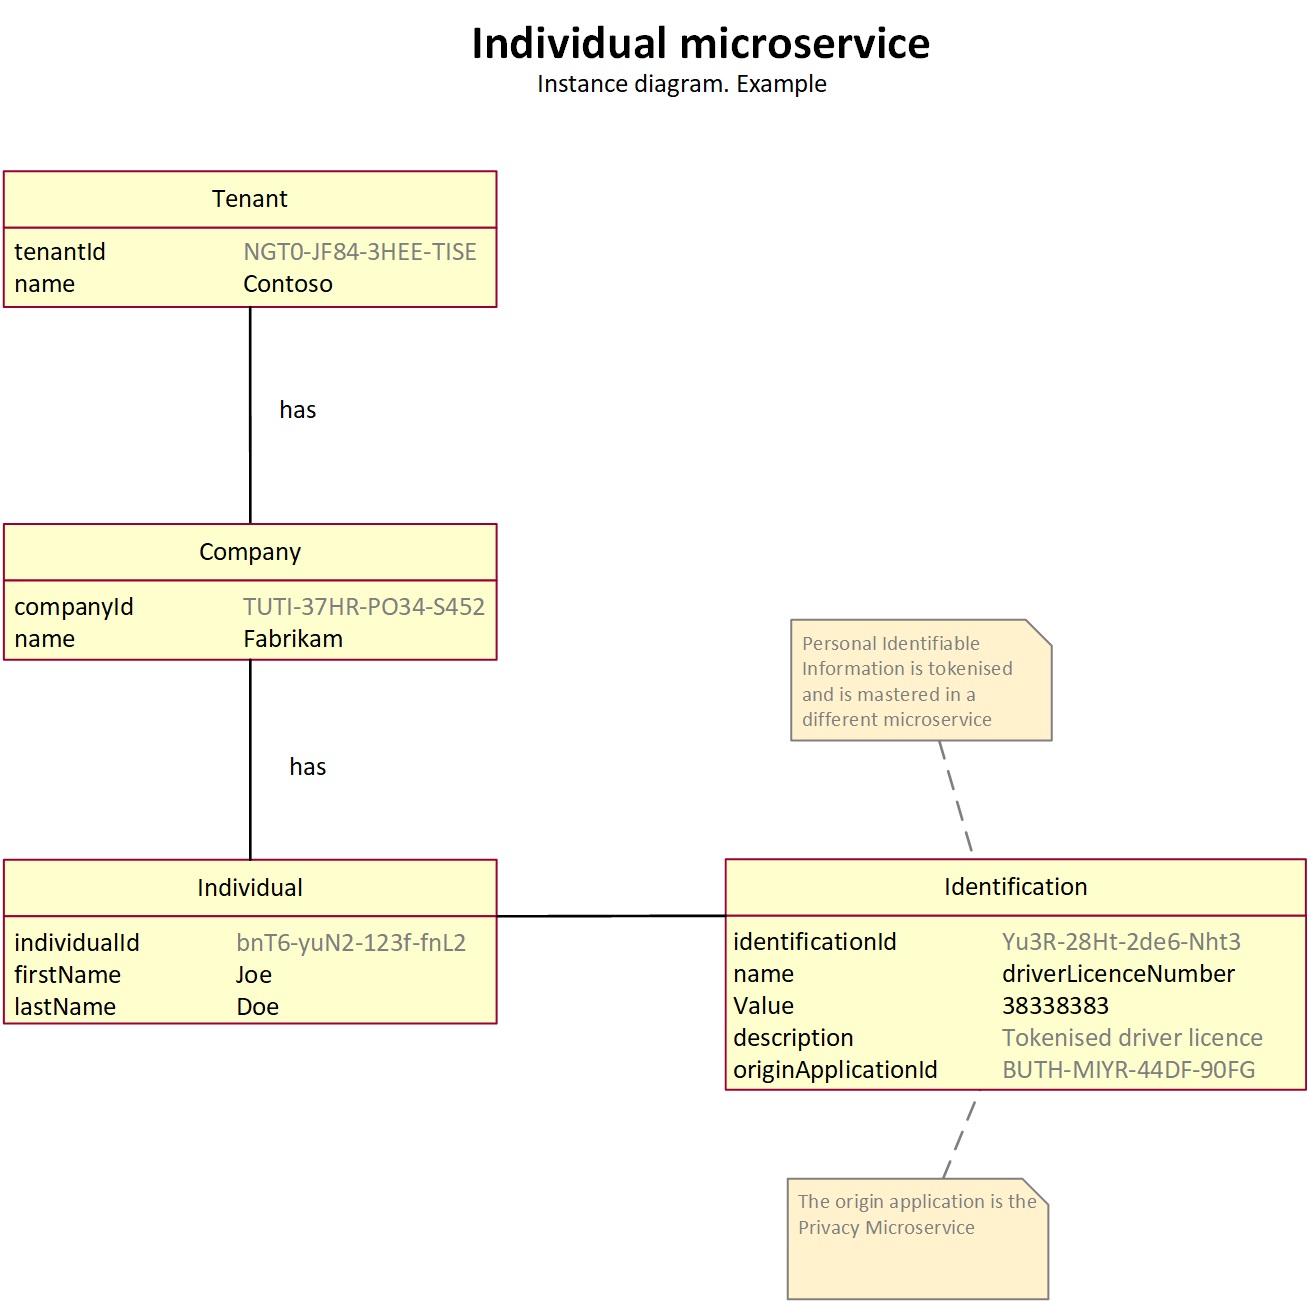 Individual microservice
Instance diagram. Example
Tenant
tenantId NGT0-JF84-3HEE-TISE
name Contoso
has
Company
companyId TUTI-37HR-PO34-S452
name Fabrikam
has
Personal Identifiable
Information is tokenised
and is mastered in a
different microservice
Individual
individualId bnT6-yuN2-123f-fnL2
firstName Joe
lastName Doe
Identification
identificationId Yu3R-28Ht-2de6-Nht3
name driverLicenceNumber
Value 38338383
description Tokenised driver licence
originApplicationId BUTH-MIYR-44DF-90FG
The origin application is the
Privacy Microservice